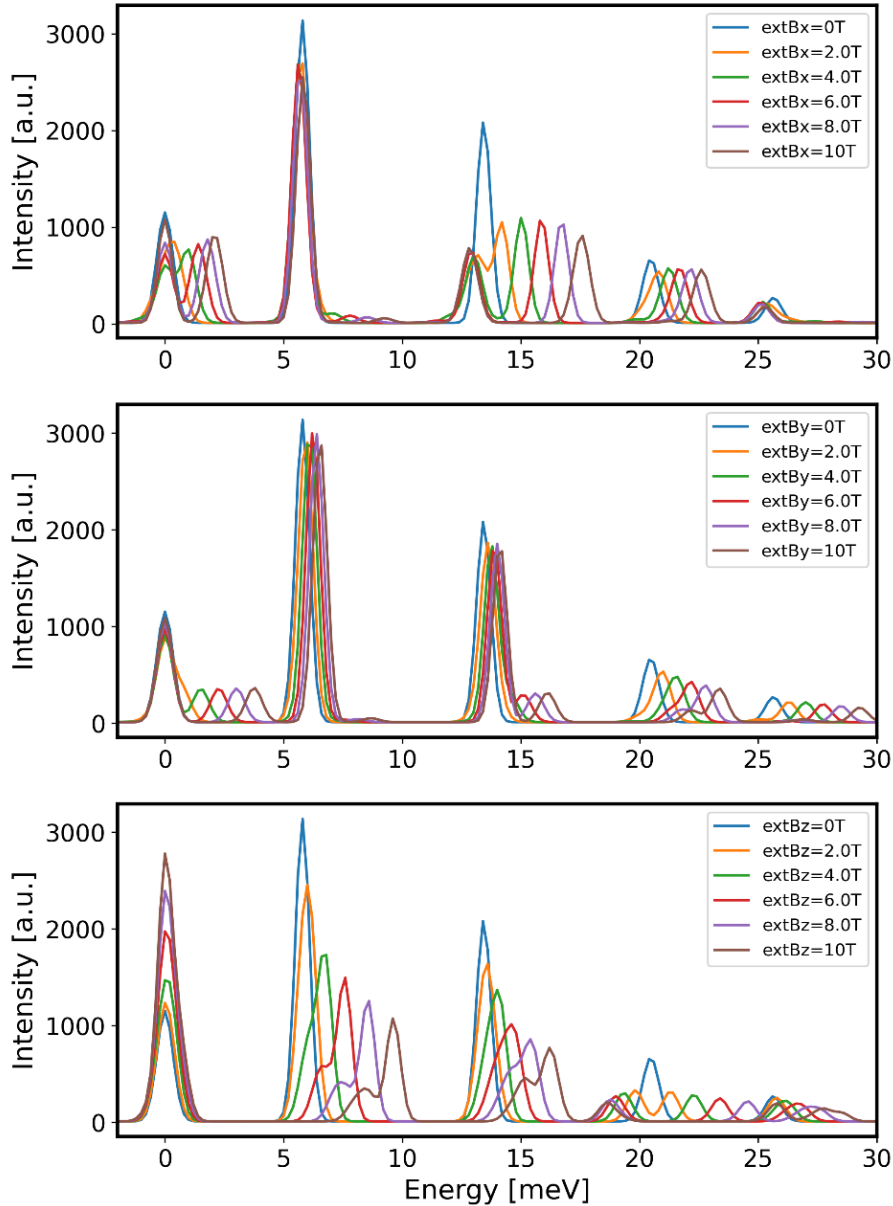 3000
2000
1000
0
Intensity [a.u.]
extBx=0T
extBx=2.0T
extBx=4.0T
extBx=6.0T
extBx=8.0T
extBx=10T
0 5 10 15 20 25 30
3000
2000
1000
0
Intensity [a.u.]
extBy=0T
extBy=2.0T
extBy=4.0T
extBy=6.0T
extBy=8.0T
extBy=10T
0 5 10 15 20 25 30
3000
2000
1000
0
Intensity [a.u.]
extBz=0T
extBz=2.0T
extBz=4.0T
extBz=6.0T
extBz=8.0T
extBz=10T
0 5 10 15 20 25 30
Energy [meV]